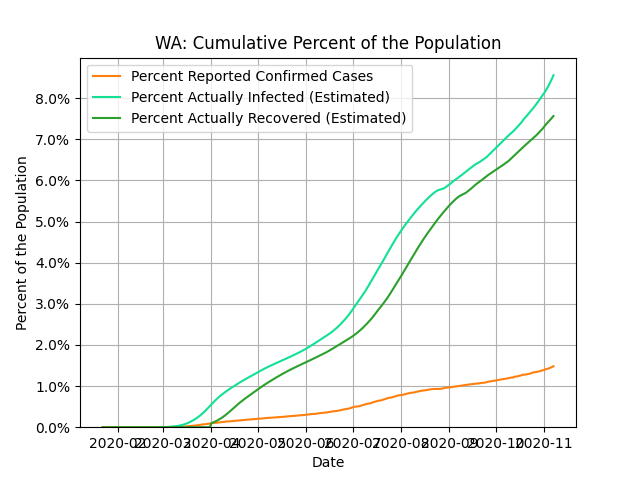 WA: Cumulative Percent of the Population
Percent Reported Confirmed Cases
Percent Actually Infected (Estimated)
Percent Actually Recovered (Estimated)
Percent of the Population
8.0%
7.0%
6.0%
5.0%
4.0%
3.0%
2.0%
1.0%
0.0%
2020-02 2020-03 2020-04 2020-05 2020-06 2020-07 2020-08 2020-09 2020-10 2020-11
Date